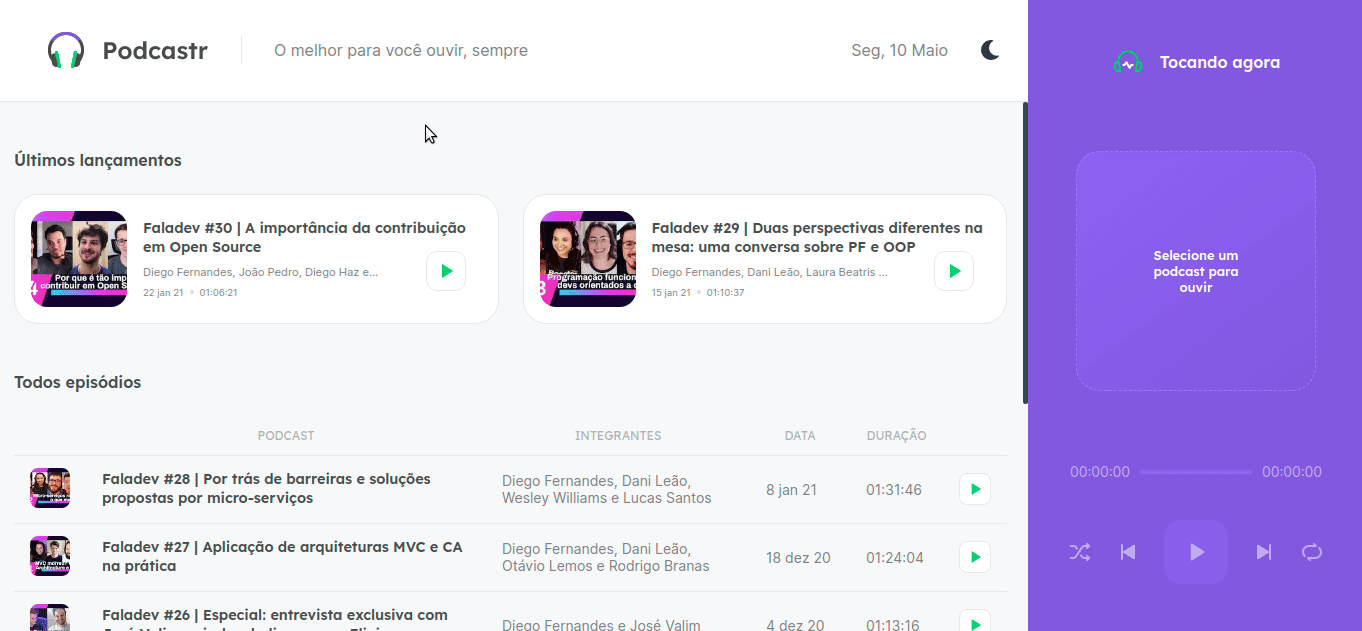 Podcastr
O melhor para você ouvir, sempre
Seg, 10 Maio
Tocando agora
Últimos lançamentos
Faladev #30 | A importância da contribuição
em Open Source
Diego Fernandes, João Pedro, Diego Haz e...
22 jan 21 • 01:06:21
Por que é tão imp
contribuir em Open S
Faladev #29 | Duas perspectivas diferentes na
mesa: uma conversa sobre PF e OOP
Diego Fernandes, Dani Leão, Laura Beatris ...
15 jan 21 • 01:10:37
Programação funcion
devs orientados a o
Selecione um
podcast para
ouvir
Todos episódios
PODCAST INTEGRANTES DATA DURAÇÃO
Faladev #28 | Por trás de barreiras e soluções
propostas por micro-serviços
Diego Fernandes, Dani Leão,
Wesley Williams e Lucas Santos
8 jan 21
01:31:46
Faladev #27 | Aplicação de arquiteturas MVC e CA
na prática
Diego Fernandes, Dani Leão,
Otávio Lemos e Rodrigo Branas
18 dez 20
01:24:04
Faladev #26 | Especial: entrevista exclusiva com
Diego Fernandes e José Valim
4 dez 20
01:13:16
00:00:00
00:00:00